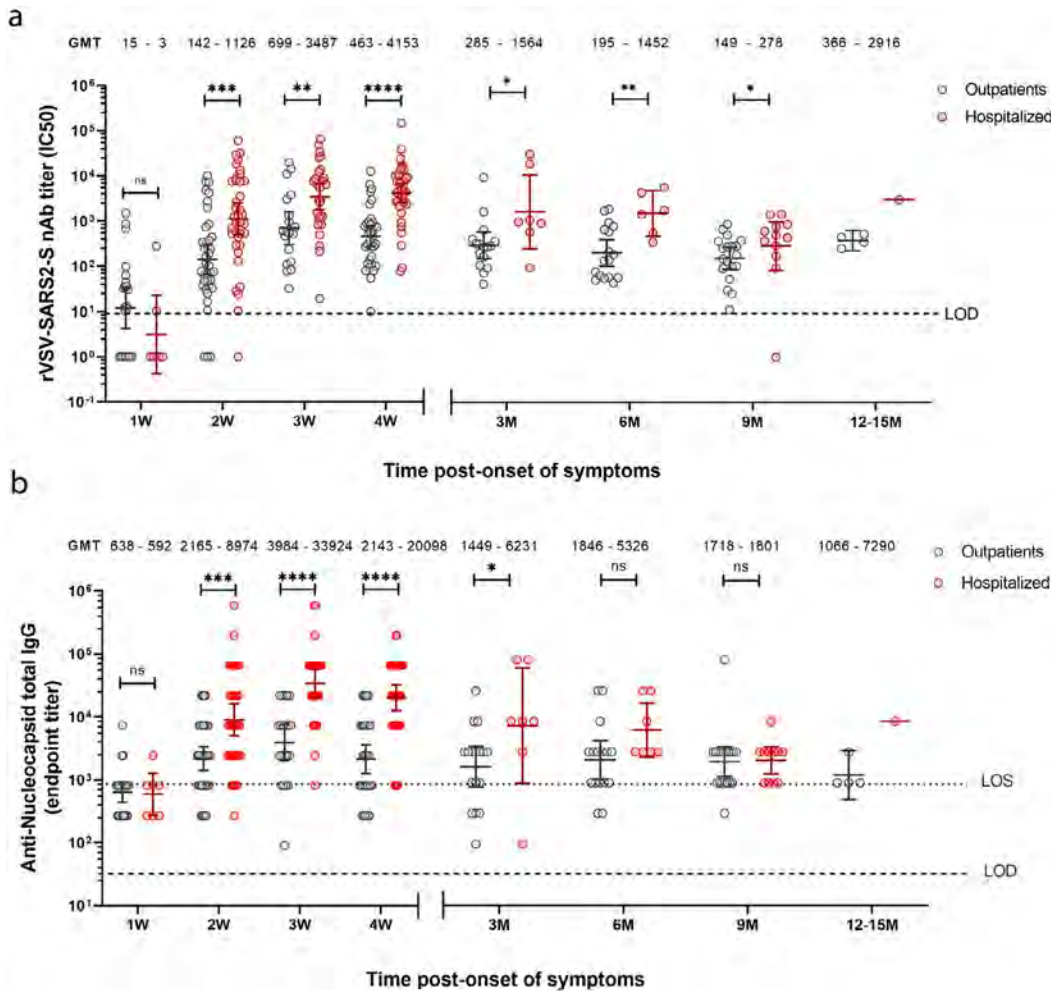 a
GMT 15 - 3 142 - 1126 699 - 3487 463 - 4153 285 - 1564 195 - 1452 149 - 278 366 - 2916
Outpatients
Hospitalized
ns *** ** **** * ** * 
rVSV-SARS2-S nAb titer (IC50)
10⁶
10⁵
10⁴
10³
10²
10¹
10⁰
10⁻¹
LOD
1W 2W 3W 4W 3M 6M 9M 12-15M
Time post-onset of symptoms
b
GMT 638 - 592 2165 - 8974 3984 - 33924 2143 - 20098 1449 - 6231 1846 - 5326 1718 - 1801 1066 - 7290
Outpatients
Hospitalized
ns *** **** **** * ns ns
Anti-Nucleocapsid total IgG
(endpoint titer)
10⁶
10⁵
10⁴
10³
10²
10¹
LOS
LOD
1W 2W 3W 4W 3M 6M 9M 12-15M
Time post-onset of symptoms